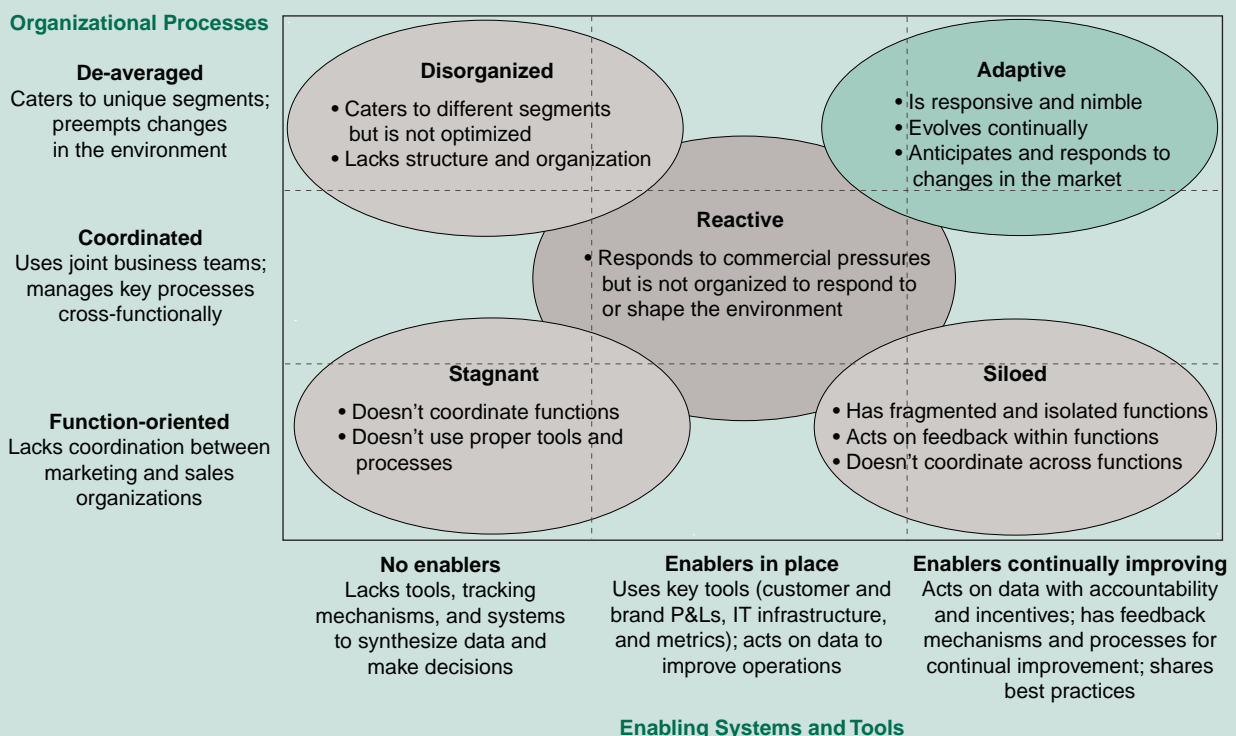 Organizational Processes
De-averaged
Caters to unique segments;
preempts changes
in the environment
Coordinated
Uses joint business teams;
manages key processes
cross-functionally
Function-oriented
Lacks coordination between
marketing and sales
organizations
Disorganized
• Caters to different segments
but is not optimized
• Lacks structure and organization
Adaptive
• Is responsive and nimble
• Evolves continually
• Anticipates and responds to
changes in the market
Reactive
• Responds to commercial pressures
but is not organized to respond to
or shape the environment
Stagnant
• Doesn’t coordinate functions
• Doesn’t use proper tools and
processes
Siloed
• Has fragmented and isolated functions
• Acts on feedback within functions
• Doesn’t coordinate across functions
No enablers
Lacks tools, tracking
mechanisms, and systems
to synthesize data and
make decisions
Enablers in place
Uses key tools (customer and
brand P&Ls, IT infrastructure,
and metrics); acts on data to
improve operations
Enablers continually improving
Acts on data with accountability
and incentives; has feedback
mechanisms and processes for
continual improvement; shares
best practices
Enabling Systems and Tools